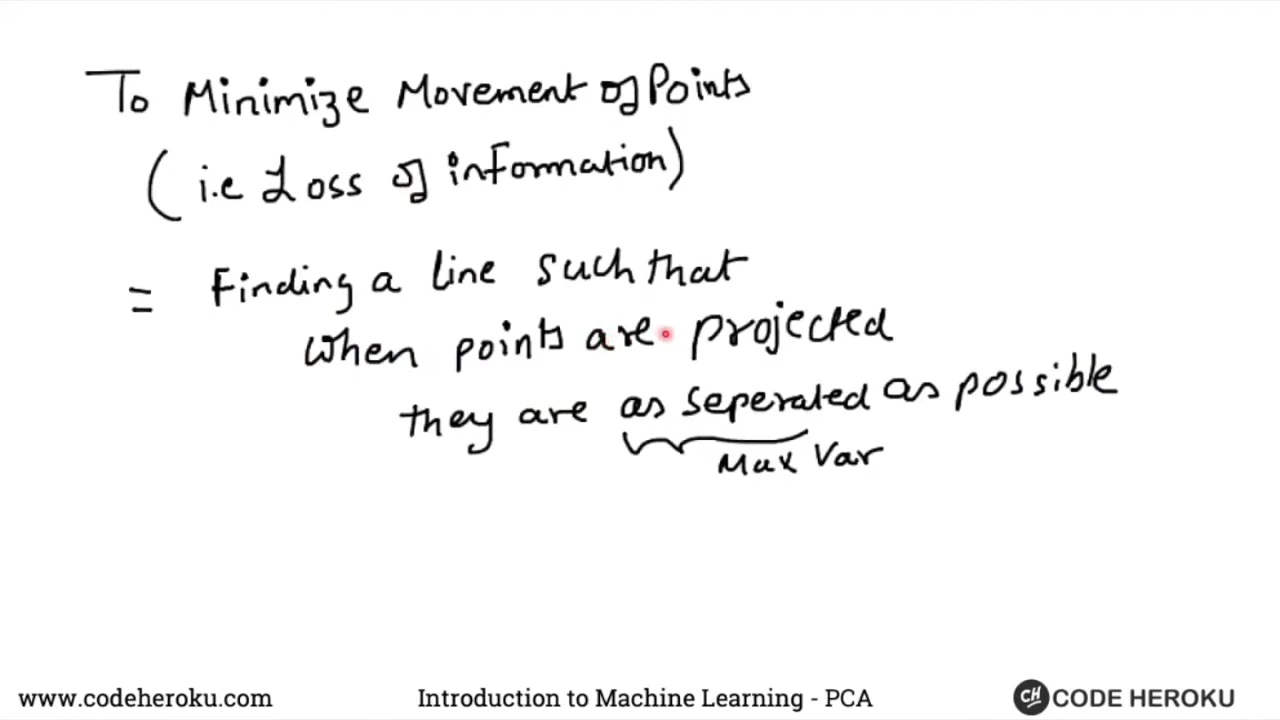 To Minimize Movement of Points
(i.e Loss of information)
= Finding a line such that
when points are projected
they are as seperated as possible
Max Var
www.codeheroku.com
Introduction to Machine Learning - PCA
CH CODE HEROKU